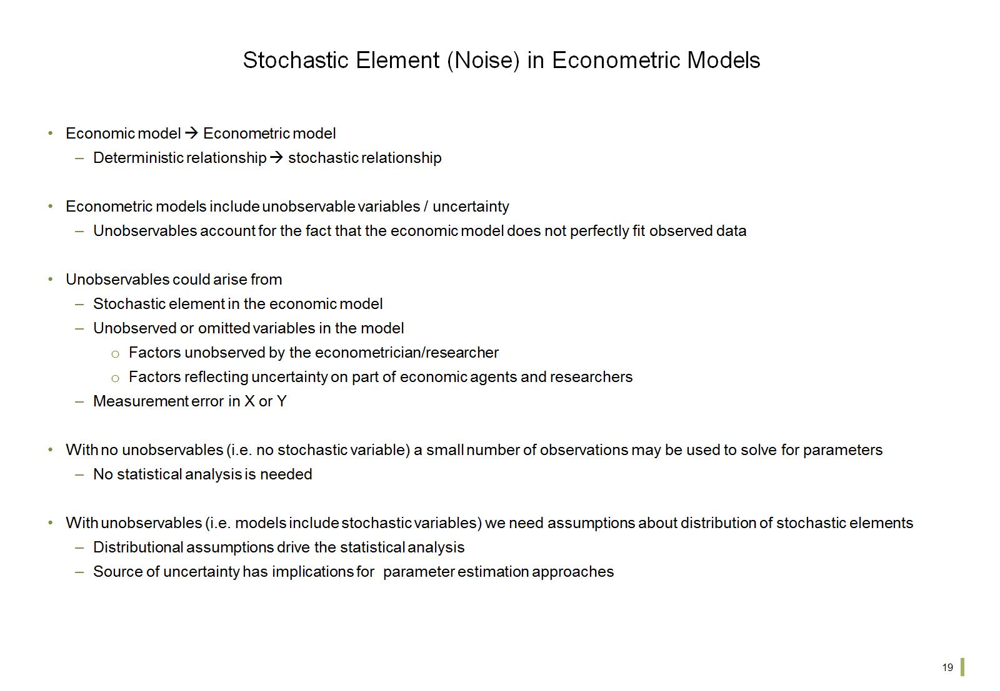 Stochastic Element (Noise) in Econometric Models
• Economic model → Econometric model
– Deterministic relationship → stochastic relationship
• Econometric models include unobservable variables / uncertainty
– Unobservables account for the fact that the economic model does not perfectly fit observed data
• Unobservables could arise from
– Stochastic element in the economic model
– Unobserved or omitted variables in the model
o Factors unobserved by the econometrician/researcher
o Factors reflecting uncertainty on part of economic agents and researchers
– Measurement error in X or Y
• With no unobservables (i.e. no stochastic variable) a small number of observations may be used to solve for parameters
– No statistical analysis is needed
• With unobservables (i.e. models include stochastic variables) we need assumptions about distribution of stochastic elements
– Distributional assumptions drive the statistical analysis
– Source of uncertainty has implications for parameter estimation approaches
19